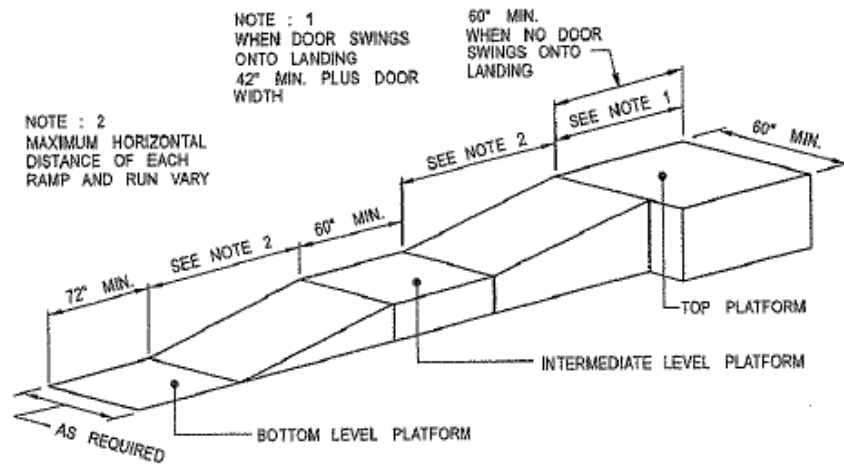 NOTE : 1
WHEN DOOR SWINGS
ONTO LANDING
42" MIN. PLUS DOOR
WIDTH
60" MIN.
WHEN NO DOOR
SWINGS ONTO
LANDING
NOTE : 2
MAXIMUM HORIZONTAL
DISTANCE OF EACH
RAMP AND RUN VARY
SEE NOTE 1
60" MIN.
SEE NOTE 2
60" MIN.
SEE NOTE 2
72" MIN.
TOP PLATFORM
INTERMEDIATE LEVEL PLATFORM
BOTTOM LEVEL PLATFORM
AS REQUIRED